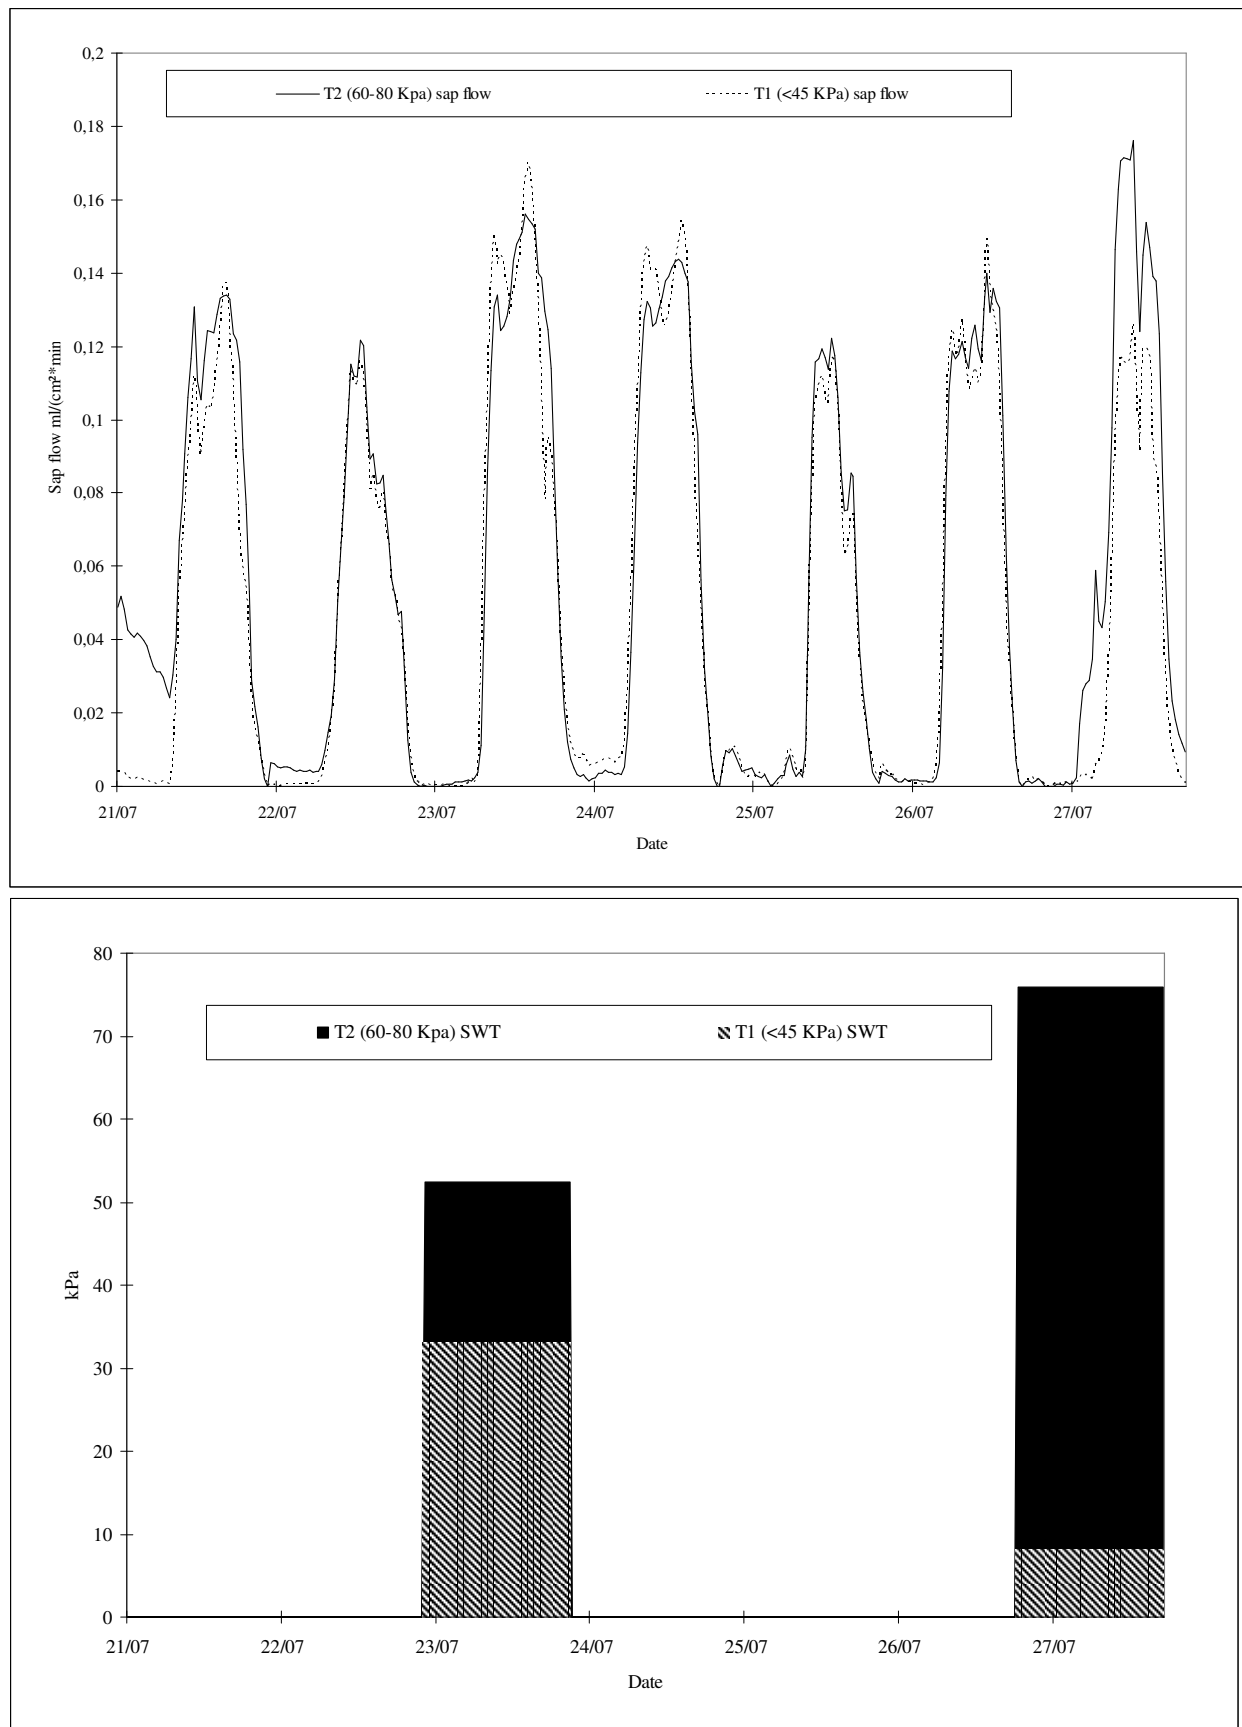 0,2
T2 (60-80 Kpa) sap flow T1 (<45 KPa) sap flow
0,18
0,16
0,14
0,12
0,1
0,08
0,06
0,04
0,02
0
Sap flow ml/(cm²*min
21/07 22/07 23/07 24/07 25/07 26/07 27/07
Date
80
T2 (60-80 Kpa) SWT T1 (<45 KPa) SWT
70
60
50
40
30
20
10
0
kPa
21/07 22/07 23/07 24/07 25/07 26/07 27/07
Date